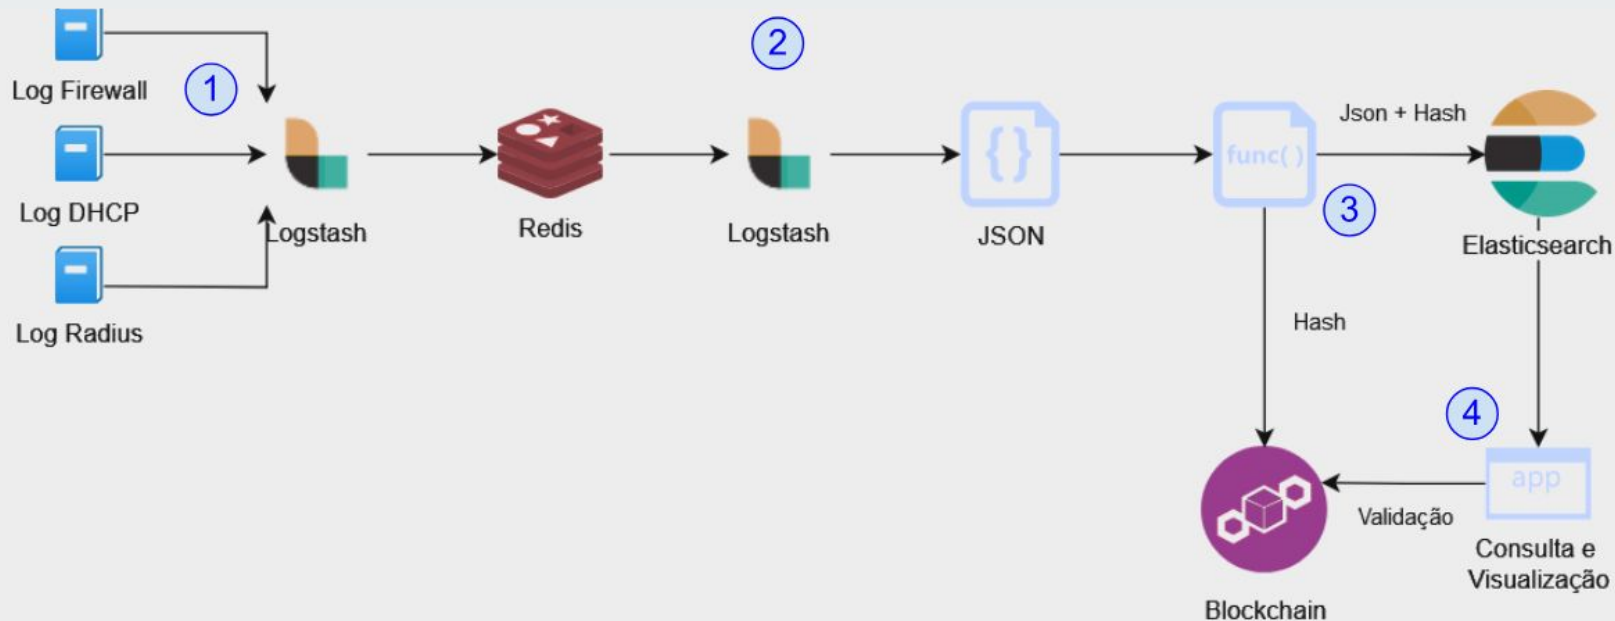 Log Firewall
1
Log DHCP
Log Radius
Logstash
Redis
2
Logstash
{}
JSON
func( )
3
Json + Hash
Elasticsearch
Hash
4
app
Validação
Consulta e
Visualização
Blockchain